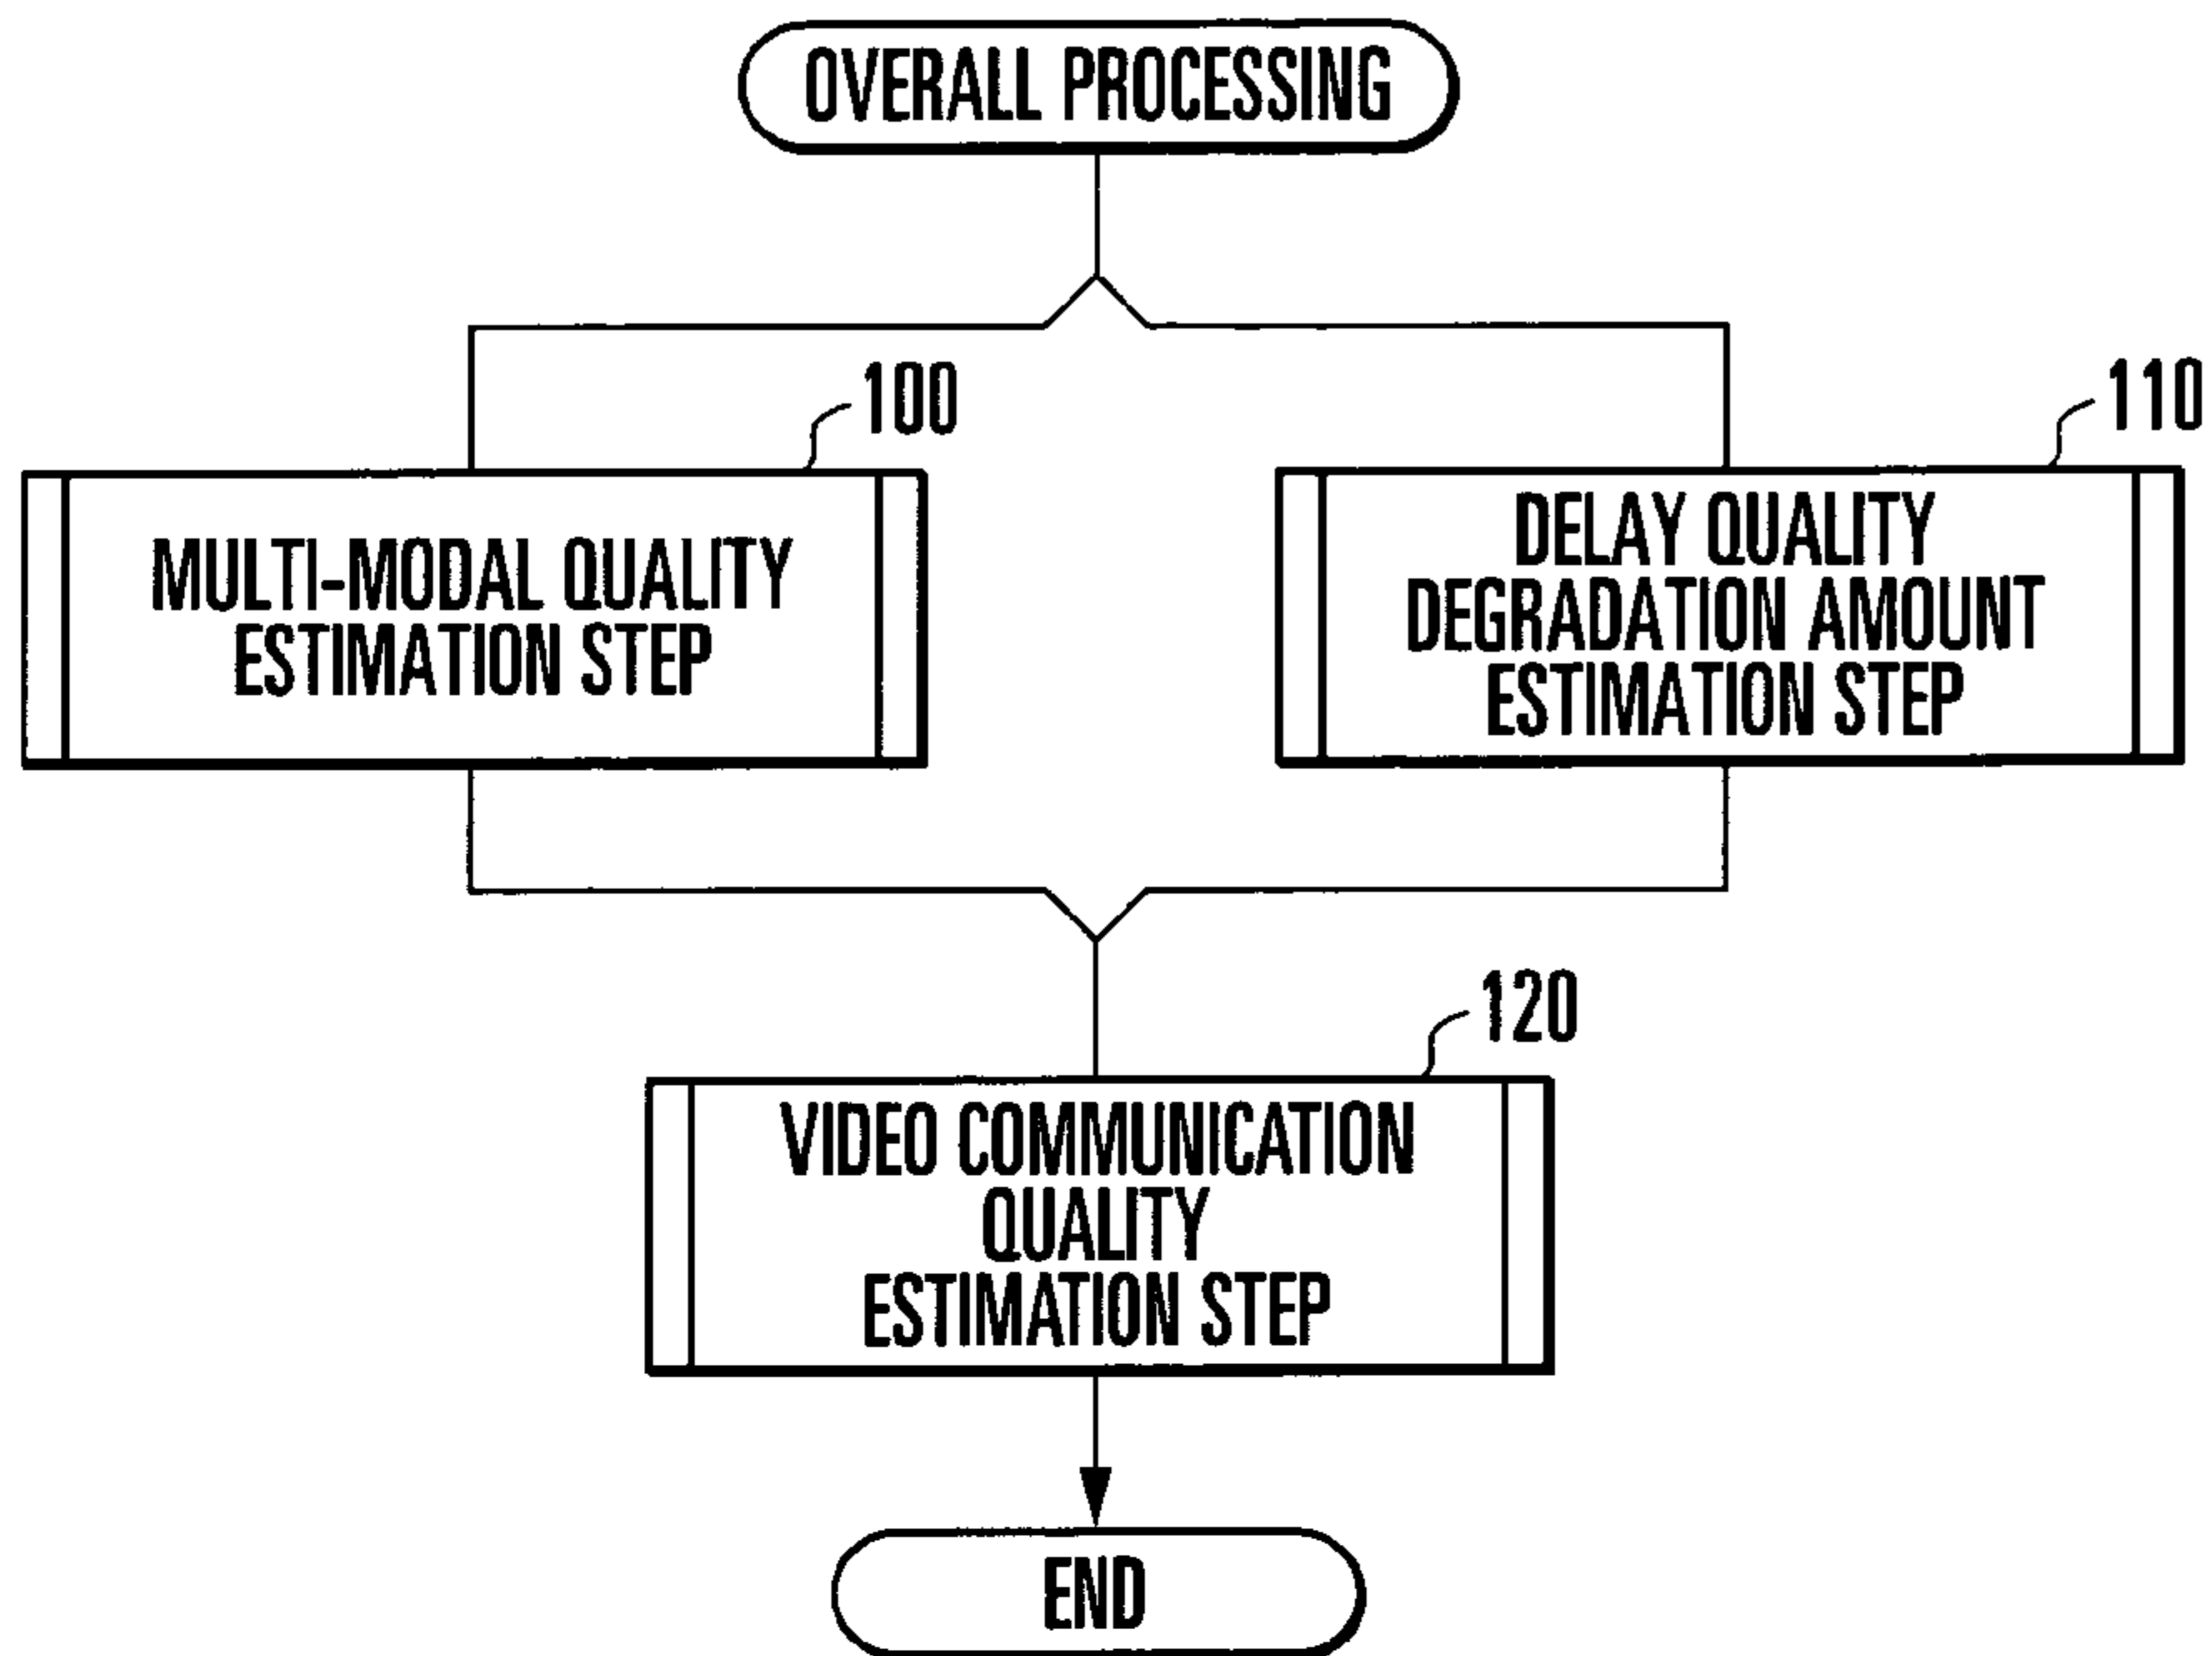 OVERALL PROCESSING
100
MULTI-MODAL QUALITY
ESTIMATION STEP
110
DELAY QUALITY
DEGRADATION AMOUNT
ESTIMATION STEP
120
VIDEO COMMUNICATION
QUALITY
ESTIMATION STEP
END